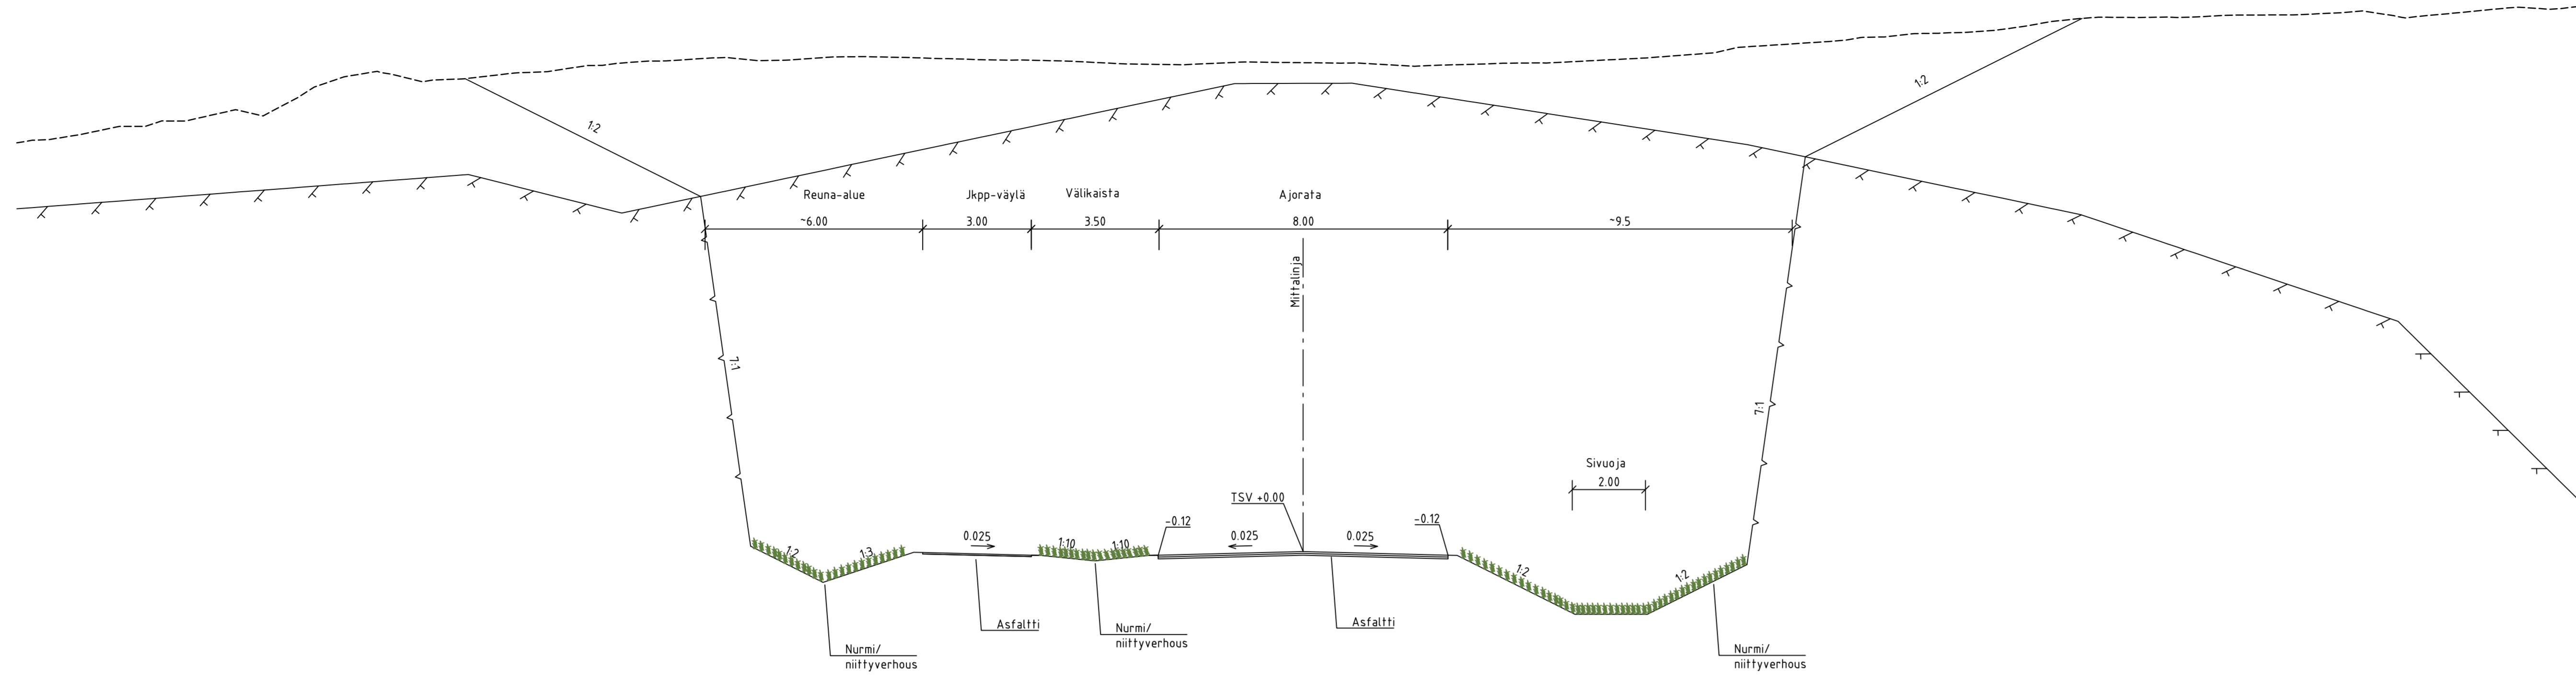 1:2
1:2
Reuna-alue
Jkpp-väylä
Välikaista
Ajorata
~6.00
3.00
3.50
8.00
~9.5
Mittalinja
7:1
7:1
Sivuoja
2.00
TSV +0.00
-0.12
-0.12
0.025
0.025
0.025
1:2
1:3
1:10
1:10
1:2
1:2
Asfaltti
Nurmi/
niittyverhous
Asfaltti
Nurmi/
niittyverhous
Nurmi/
niittyverhous